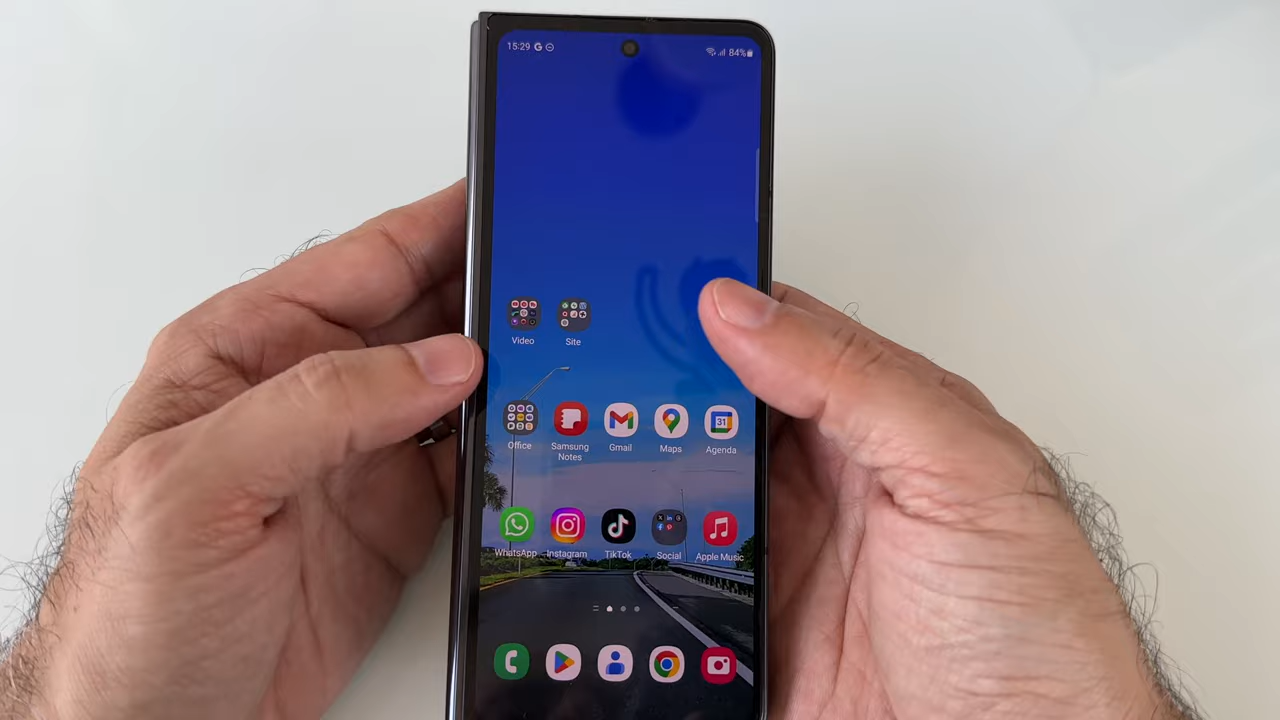 15:29
84%
Video Site
Office Samsung Notes Gmail Maps Agenda
31
WhatsApp Instagram TikTok Social Apple Music